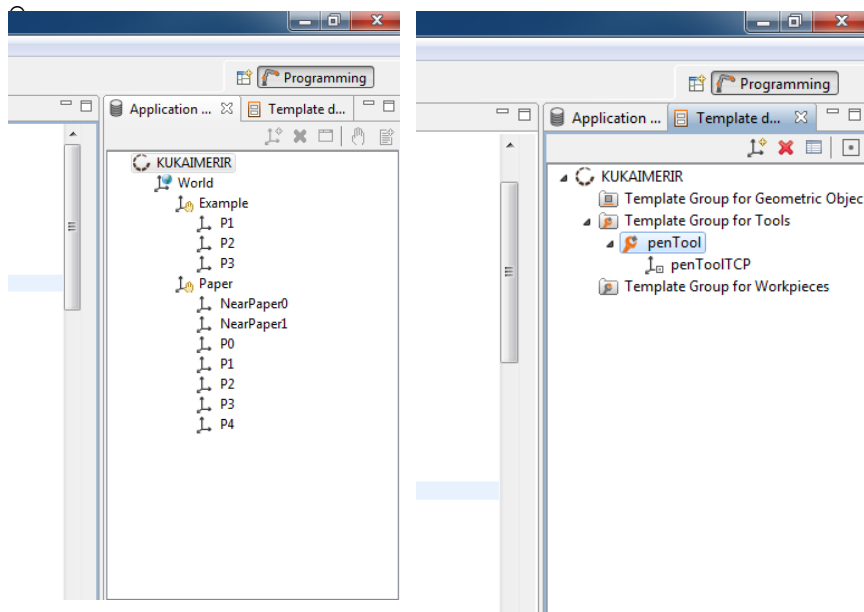 Programming
Application ... Template d...
KUKAIMERIR
World
Example
P1
P2
P3
Paper
NearPaper0
NearPaper1
P0
P1
P2
P3
P4
Programming
Application ... Template d...
KUKAIMERIR
Template Group for Geometric Objec
Template Group for Tools
penTool
penToolTCP
Template Group for Workpieces